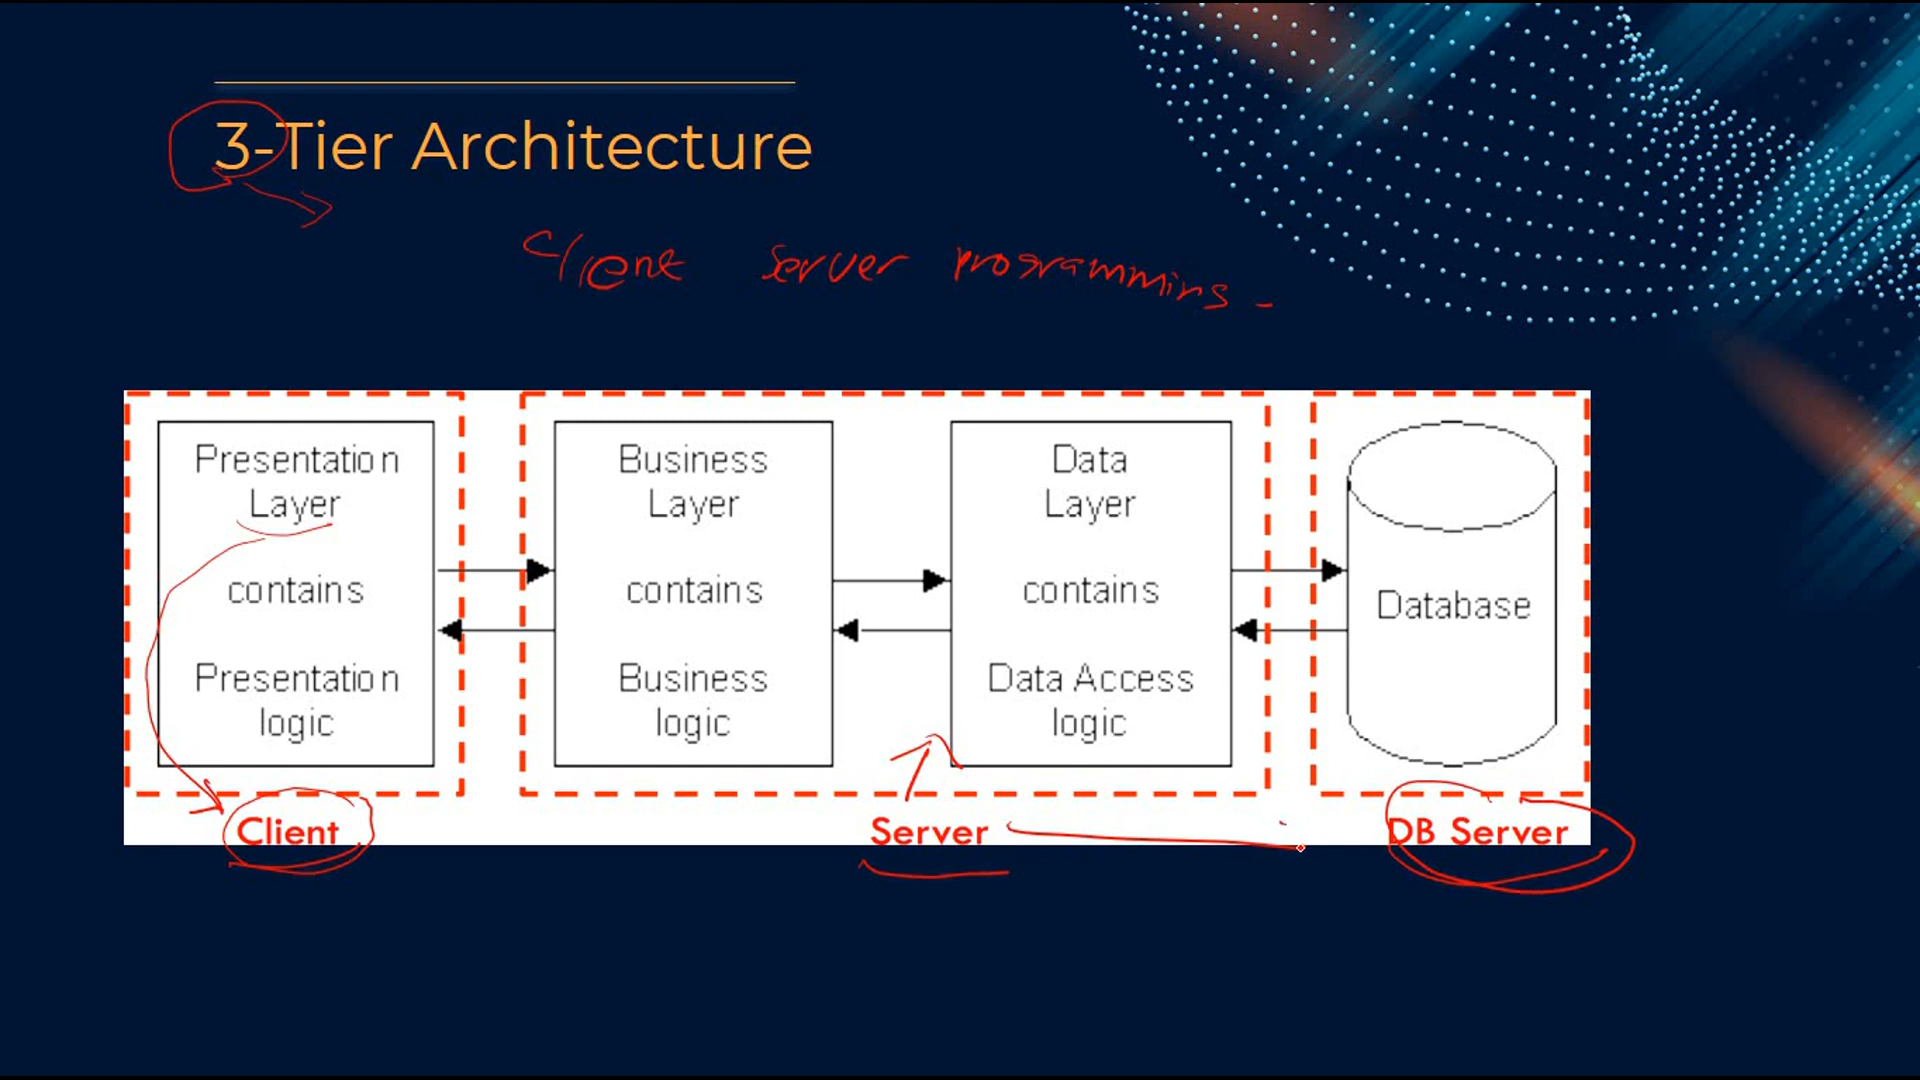 3-Tier Architecture
Client server programming -
Presentation
Layer
contains
Presentation
logic
Business
Layer
contains
Business
logic
Data
Layer
contains
Data Access
logic
Database
Client
Server
DB Server